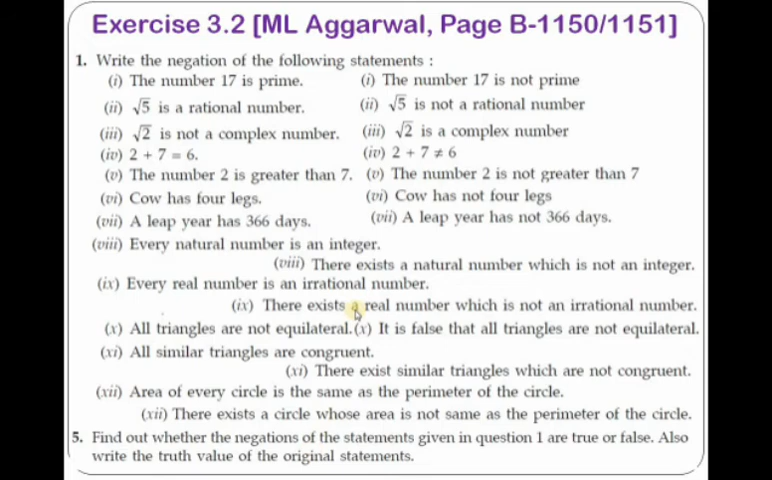 Exercise 3.2 [ML Aggarwal, Page B-1150/1151]
1. Write the negation of the following statements :
(i) The number 17 is prime. (i) The number 17 is not prime
(ii) √5 is a rational number. (ii) √5 is not a rational number
(iii) √2 is not a complex number. (iii) √2 is a complex number
(iv) 2 + 7 = 6. (iv) 2 + 7 ≠ 6
(v) The number 2 is greater than 7. (v) The number 2 is not greater than 7
(vi) Cow has four legs. (vi) Cow has not four legs
(vii) A leap year has 366 days. (vii) A leap year has not 366 days.
(viii) Every natural number is an integer.
(viii) There exists a natural number which is not an integer.
(ix) Every real number is an irrational number.
(ix) There exists a real number which is not an irrational number.
(x) All triangles are not equilateral. (x) It is false that all triangles are not equilateral.
(xi) All similar triangles are congruent.
(xi) There exist similar triangles which are not congruent.
(xii) Area of every circle is the same as the perimeter of the circle.
(xii) There exists a circle whose area is not same as the perimeter of the circle.
5. Find out whether the negations of the statements given in question 1 are true or false. Also
write the truth value of the original statements.